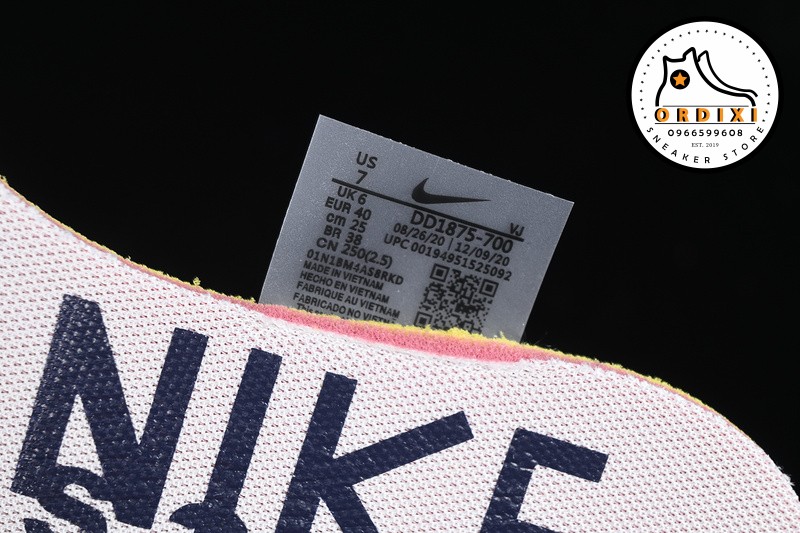 ORDIXI
0966599608
EST. 2019
SNEAKER STORE
US
7
UK 6
EUR 40
cm 25
BR 38
CN 250(2.5)
VJ
DD1875-700
08/26/20 | 12/09/20
UPC 00194951525092
01N1BM4ASBRKD
MADE IN VIETNAM
HECHO EN VIETNAM
FABRIQUE AU VIETNAM
FABRICADO NO VIETNAM
NIKE